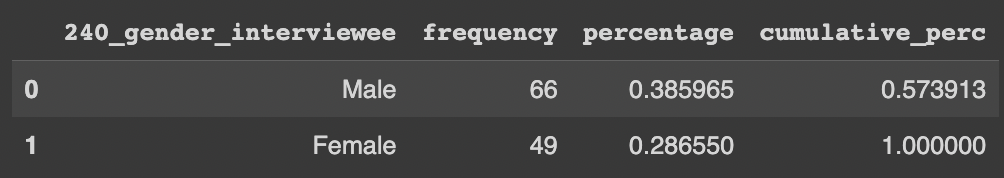 240_gender_interviewee frequency percentage cumulative_perc
0 Male 66 0.385965 0.573913
1 Female 49 0.286550 1.000000